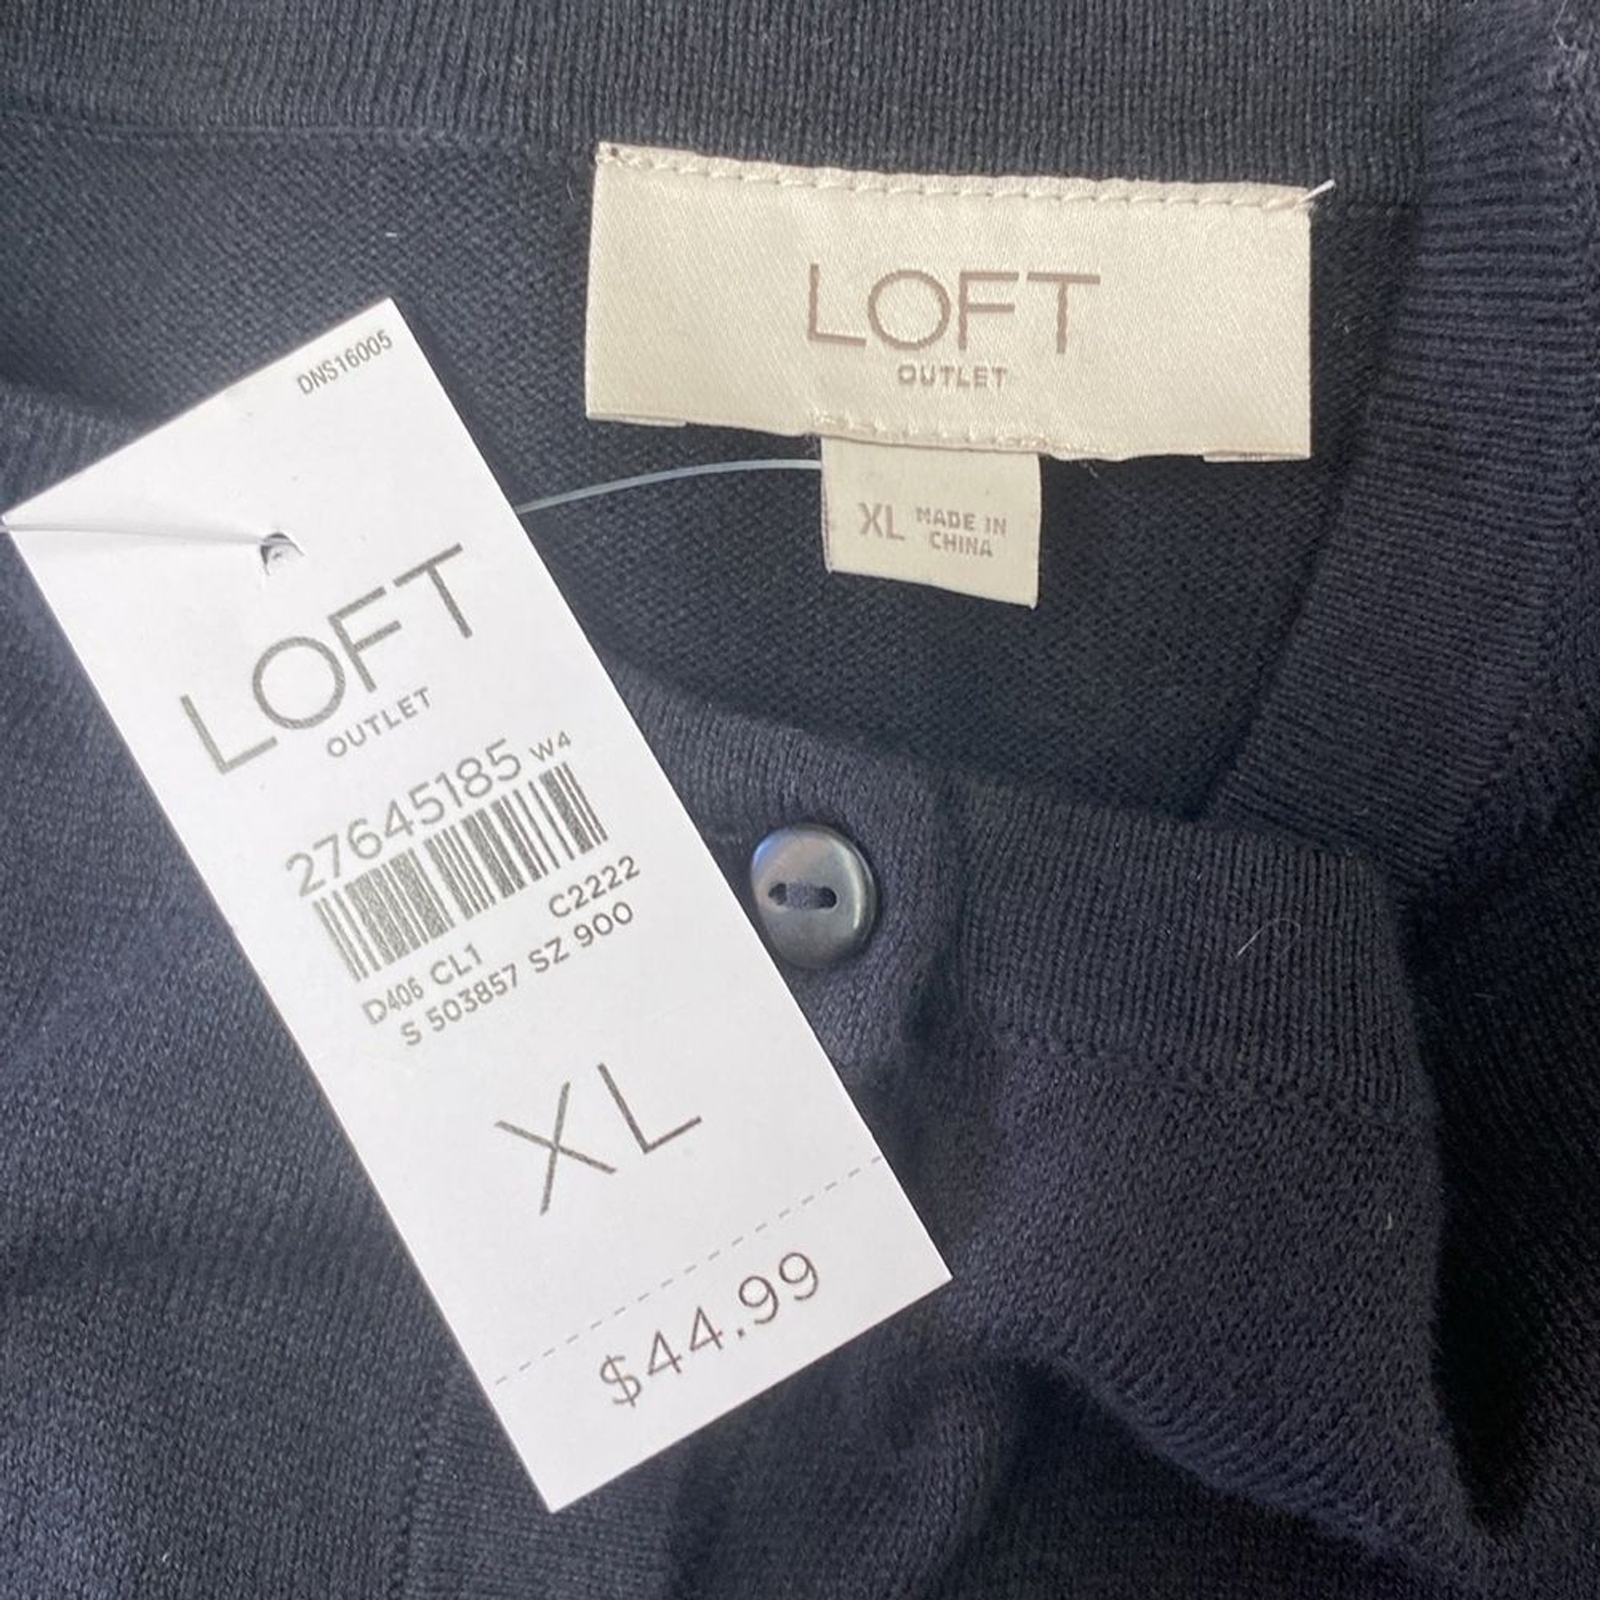 LOFT
OUTLET
XL MADE IN
CHINA
DNS16005
LOFT
OUTLET
27645185 W4
C2222
D406 CL1
S 503857 SZ 900
XL
$44.99